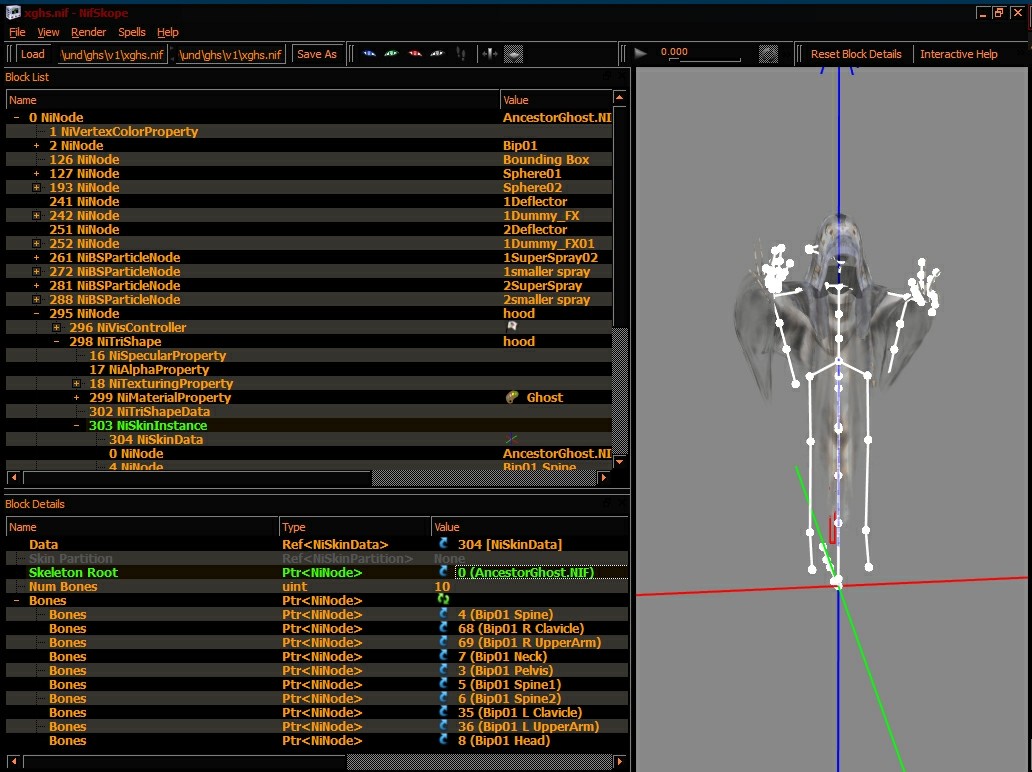 xghs.nif - NifSkope
File View Render Spells Help
Load \und\ghs\v1\xghs.nif \und\ghs\v1\xghs.nif Save As 0.000 Reset Block Details Interactive Help
Block List
Name Value
- 0 NiNode AncestorGhost.NI
1 NiVertexColorProperty
+ 2 NiNode Bip01
126 NiNode Bounding Box
+ 127 NiNode Sphere01
+ 193 NiNode Sphere02
241 NiNode 1Deflector
+ 242 NiNode 1Dummy_FX
251 NiNode 2Deflector
+ 252 NiNode 1Dummy_FX01
+ 261 NiBSParticleNode 1SuperSpray02
+ 272 NiBSParticleNode 1smaller spray
+ 281 NiBSParticleNode 2SuperSpray
+ 288 NiBSParticleNode 2smaller spray
- 295 NiNode hood
+ 296 NiVisController
- 298 NiTriShape hood
16 NiSpecularProperty
17 NiAlphaProperty
+ 18 NiTexturingProperty
+ 299 NiMaterialProperty Ghost
302 NiTriShapeData
- 303 NiSkinInstance
304 NiSkinData
0 NiNode AncestorGhost.NI
4 NiNode Bip01 Spine
Block Details
Name Type Value
Data Ref<NiSkinData> 304 [NiSkinData]
Skin Partition Ref<NiSkinPartition> None
Skeleton Root Ptr<NiNode> 0 (AncestorGhost.NIF)
Num Bones uint 10
- Bones Ptr<NiNode>
Bones Ptr<NiNode> 4 (Bip01 Spine)
Bones Ptr<NiNode> 68 (Bip01 R Clavicle)
Bones Ptr<NiNode> 69 (Bip01 R UpperArm)
Bones Ptr<NiNode> 7 (Bip01 Neck)
Bones Ptr<NiNode> 3 (Bip01 Pelvis)
Bones Ptr<NiNode> 5 (Bip01 Spine1)
Bones Ptr<NiNode> 6 (Bip01 Spine2)
Bones Ptr<NiNode> 35 (Bip01 L Clavicle)
Bones Ptr<NiNode> 36 (Bip01 L UpperArm)
Bones Ptr<NiNode> 8 (Bip01 Head)